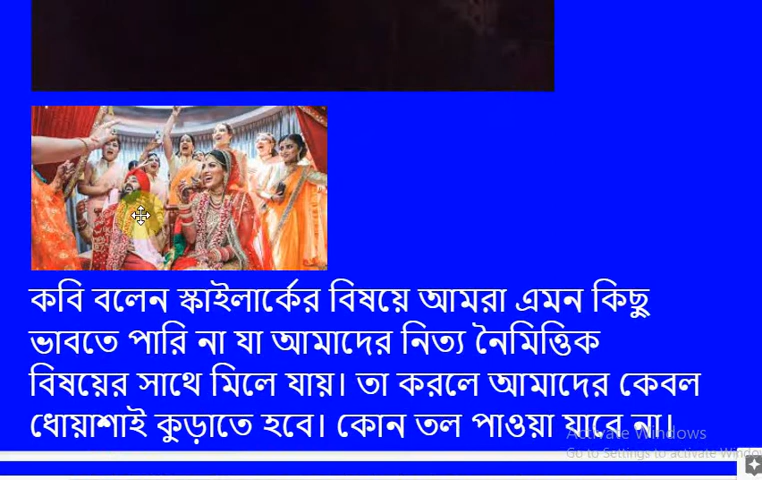 কবি বলেন স্কাইলার্কের বিষয়ে আমরা এমন কিছু
ভাবতে পারি না যা আমাদের নিত্য নৈমিত্তিক
বিষয়ের সাথে মিলে যায়। তা করলে আমাদের কেবল
ধোয়াশাই কুড়াতে হবে। কোন তল পাওয়া যাবে না।
Activate Windows
Go to Settings to activate Windo